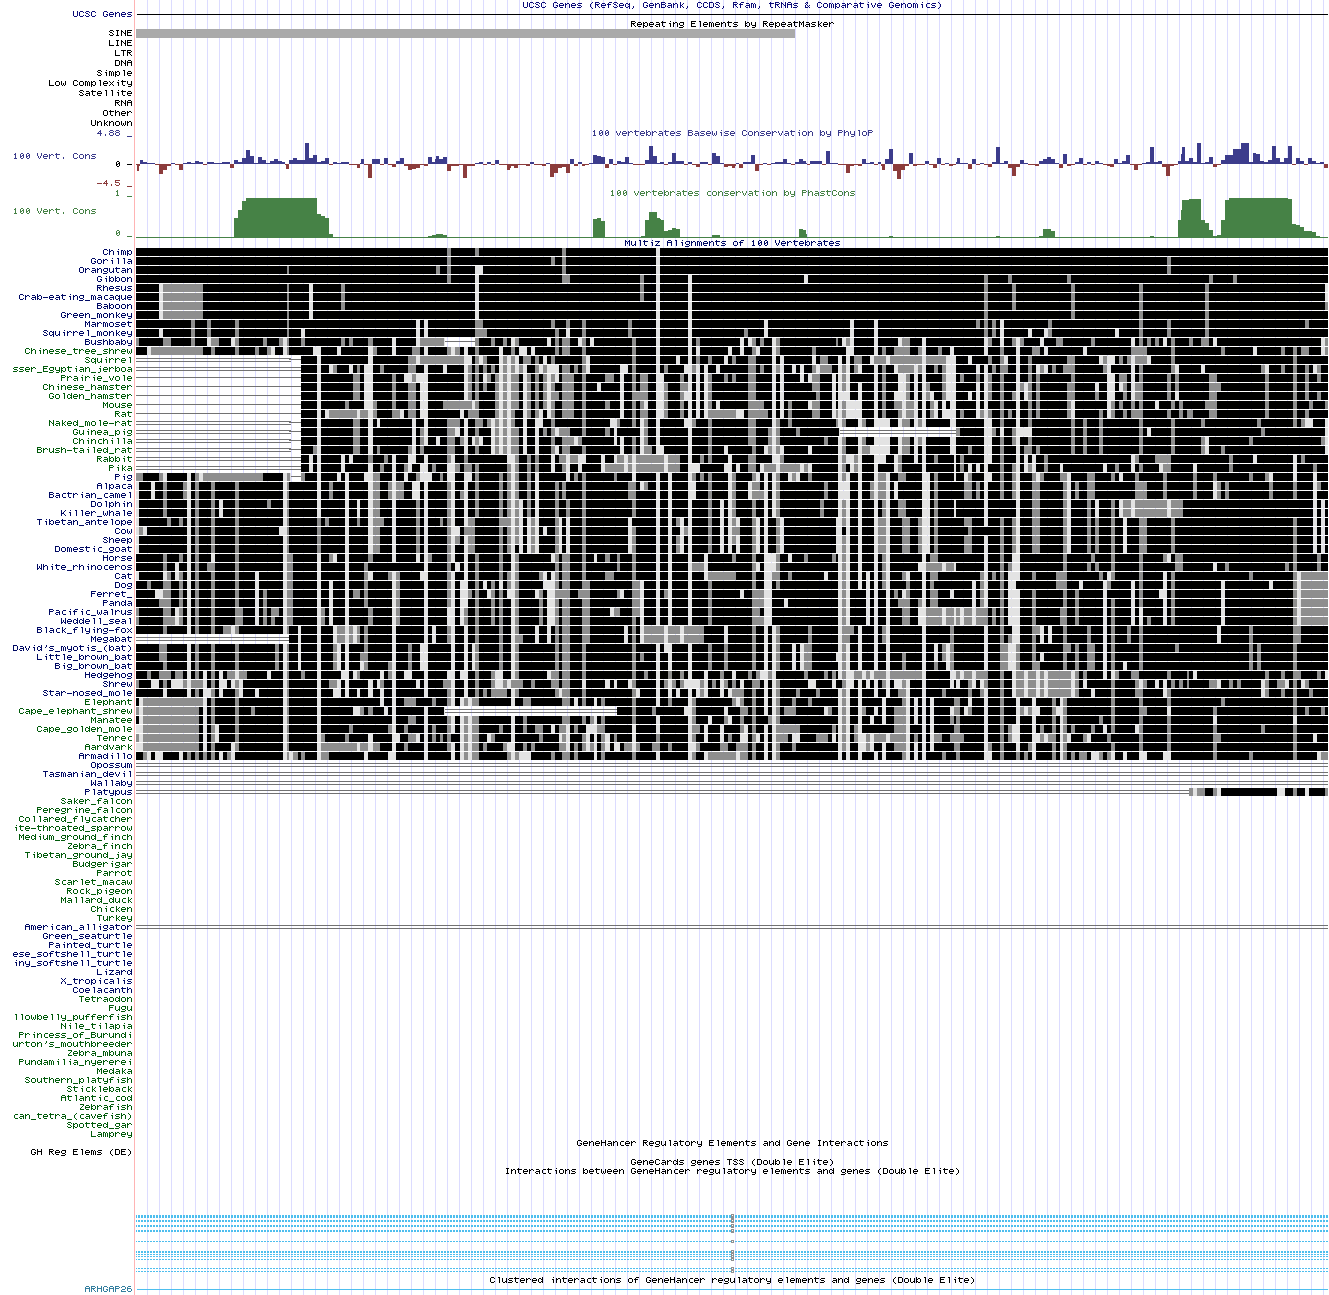 UCSC Genes (RefSeq, GenBank, CCDS, Rfam, tRNAs & Comparative Genomics)
UCSC Genes
Repeating Elements by RepeatMasker
SINE
LINE
LTR
DNA
Simple
Low Complexity
Satellite
RNA
Other
Unknown
4.88 _
100 vertebrates Basewise Conservation by PhyloP
100 Vert. Cons
0 _
-4.5 _
1 _
100 vertebrates conservation by PhastCons
100 Vert. Cons
0 _
Multiz Alignments of 100 Vertebrates
Chimp
Gorilla
Orangutan
Gibbon
Rhesus
Crab-eating_macaque
Baboon
Green_monkey
Marmoset
Squirrel_monkey
Bushbaby
Chinese_tree_shrew
Squirrel
sser_Egyptian_jerboa
Prairie_vole
Chinese_hamster
Golden_hamster
Mouse
Rat
Naked_mole-rat
Guinea_pig
Chinchilla
Brush-tailed_rat
Rabbit
Pika
Pig
Alpaca
Bactrian_camel
Dolphin
Killer_whale
Tibetan_antelope
Cow
Sheep
Domestic_goat
Horse
White_rhinoceros
Cat
Dog
Ferret_
Panda
Pacific_walrus
Weddell_seal
Black_flying-fox
Megabat
David's_myotis_(bat)
Little_brown_bat
Big_brown_bat
Hedgehog
Shrew
Star-nosed_mole
Elephant
Cape_elephant_shrew
Manatee
Cape_golden_mole
Tenrec
Aardvark
Armadillo
Opossum
Tasmanian_devil
Wallaby
Platypus
Saker_falcon
Peregrine_falcon
Collared_flycatcher
ite-throated_sparrow
Medium_ground_finch
Zebra_finch
Tibetan_ground_jay
Budgerigar
Parrot
Scarlet_macaw
Rock_pigeon
Mallard_duck
Chicken
Turkey
American_alligator
Green_seaturtle
Painted_turtle
ese_softshell_turtle
iny_softshell_turtle
Lizard
X_tropicalis
Coelacanth
Tetraodon
Fugu
llowbelly_pufferfish
Nile_tilapia
Princess_of_Burundi
urton's_mouthbreeder
Zebra_mbuna
Pundamilia_nyererei
Medaka
Southern_platyfish
Stickleback
Atlantic_cod
Zebrafish
can_tetra_(cavefish)
Spotted_gar
Lamprey
GeneHancer Regulatory Elements and Gene Interactions
GH Reg Elems (DE)
GeneCards genes TSS (Double Elite)
Interactions between GeneHancer regulatory elements and genes (Double Elite)
Clustered interactions of GeneHancer regulatory elements and genes (Double Elite)
ARHGAP26